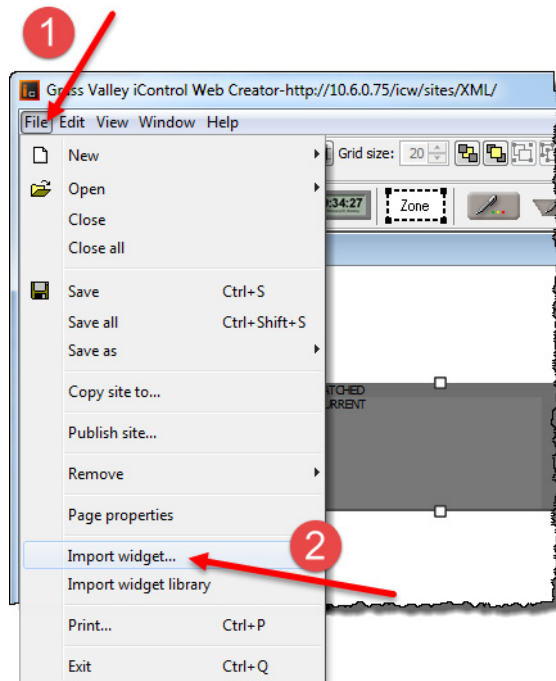 1
Grass Valley iControl Web Creator-http://10.6.0.75/icw/sites/XML/
File Edit View Window Help
New
Grid size: 20
Open
:34:27
Zone
Close
Close all
Save Ctrl+S
Save all Ctrl+Shift+S
Save as
ATCHED
Copy site to...
URRENT
Publish site...
Remove
Page properties
Import widget...
2
Import widget library
Print... Ctrl+P
Exit Ctrl+Q